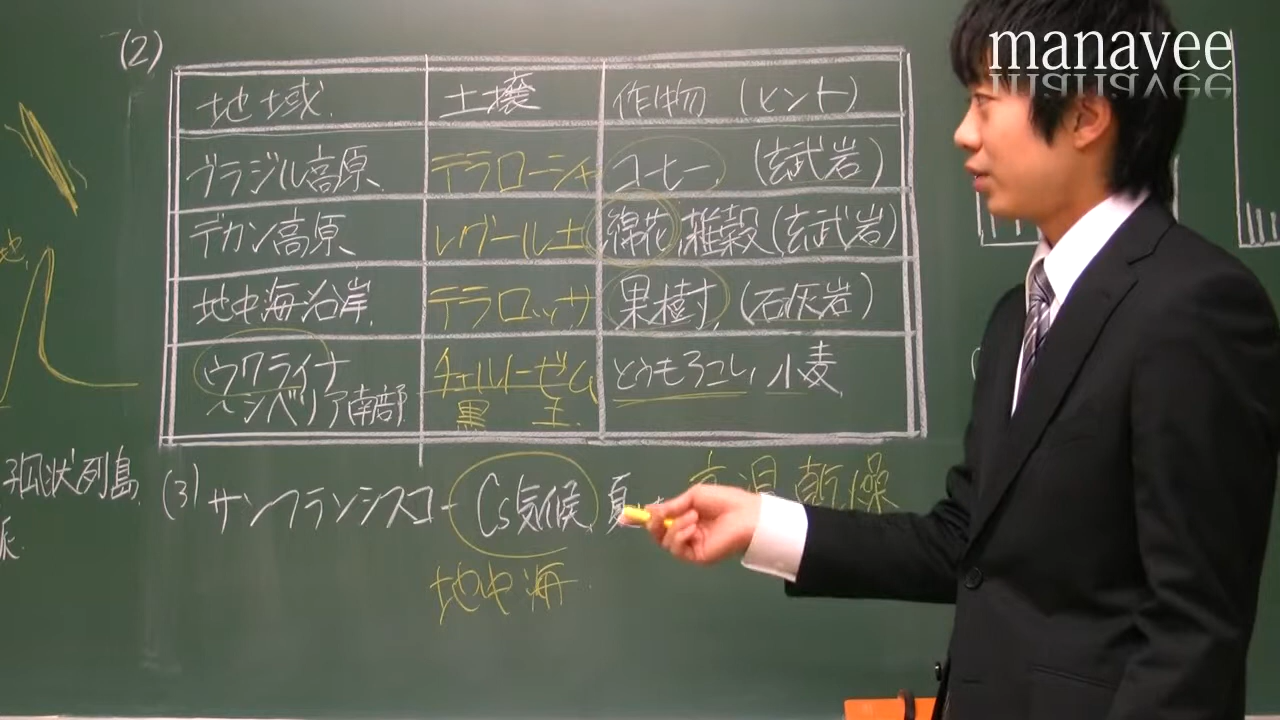 manavee
(2)
地域 土壌 作物 (ヒント)
ブラジル高原 テラローシャ コーヒー (玄武岩)
デカン高原 レグール土 綿花, 雑穀 (玄武岩)
地中海沿岸 テラロッサ 果樹 (石灰岩)
ウクライナ チェルノーゼム とうもろこし, 小麦
〜シベリア南部 黒土
弧状列島
(3) サンフランシスコ - Cs気候 夏は 高温乾燥
地中海